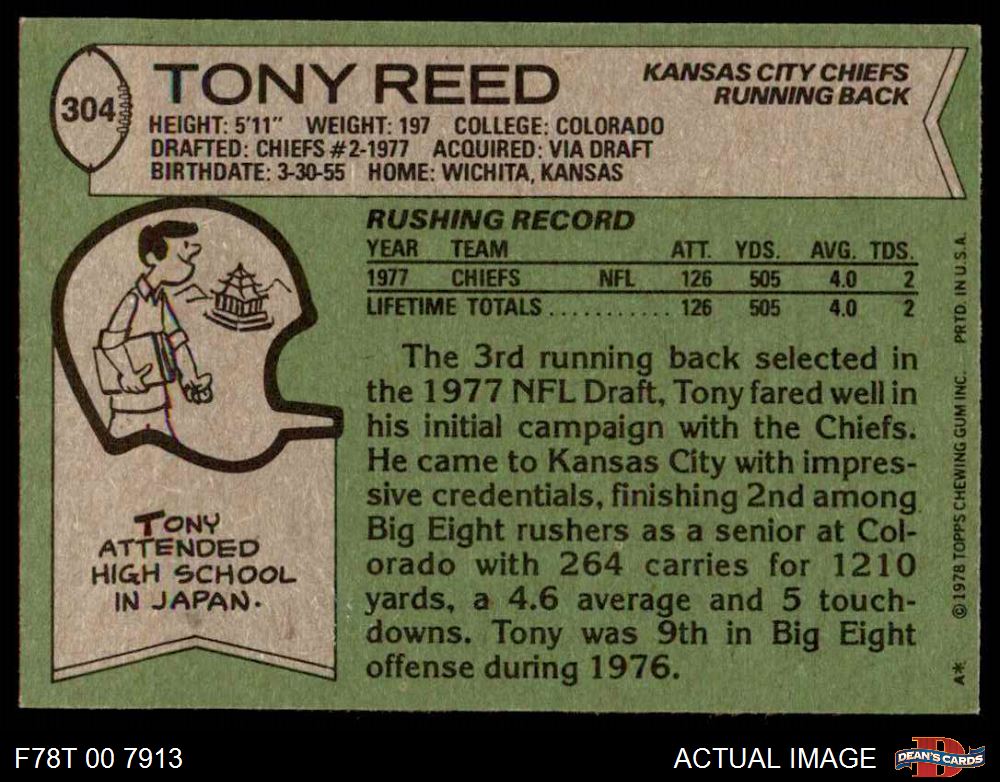 304
TONY REED
KANSAS CITY CHIEFS
RUNNING BACK
HEIGHT: 5'11" WEIGHT: 197 COLLEGE: COLORADO
DRAFTED: CHIEFS #2-1977 ACQUIRED: VIA DRAFT
BIRTHDATE: 3-30-55 HOME: WICHITA, KANSAS
RUSHING RECORD
YEAR TEAM ATT. YDS. AVG. TDS.
1977 CHIEFS NFL 126 505 4.0 2
LIFETIME TOTALS ........... 126 505 4.0 2
The 3rd running back selected in
the 1977 NFL Draft, Tony fared well in
his initial campaign with the Chiefs.
He came to Kansas City with impres-
sive credentials, finishing 2nd among
Big Eight rushers as a senior at Col-
orado with 264 carries for 1210
yards, a 4.6 average and 5 touch-
downs. Tony was 9th in Big Eight
offense during 1976.
TONY
ATTENDED
HIGH SCHOOL
IN JAPAN.
A* © 1978 TOPPS CHEWING GUM INC. PRTD. IN U.S.A.
F78T 00 7913
ACTUAL IMAGE
D
DEAN'S CARDS